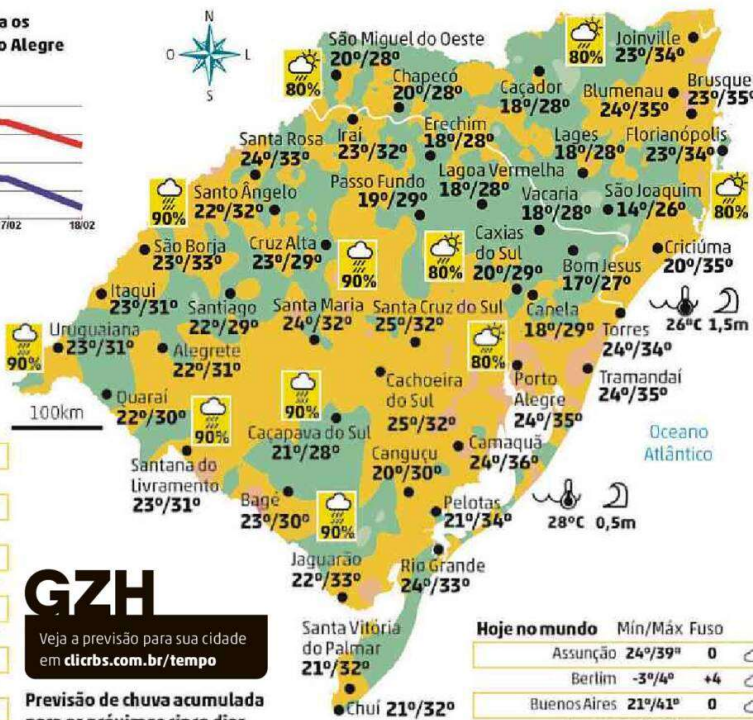 a os
o Alegre
7/02
18/02
N
O
L
S
80%
São Miguel do Oeste
20º/28º
Chapecó
20º/28º
80%
Caçador
18º/28º
Joinville
23º/34º
Blumenau
24º/35º
Brusque
23º/35º
Santa Rosa
24º/33º
Iraí
23º/32º
Erechim
18º/28º
Lages
18º/28º
Florianópolis
23º/34º
80%
90%
Santo Ângelo
22º/32º
Passo Fundo
19º/29º
Lagoa Vermelha
18º/28º
Vacaria
18º/28º
São Joaquim
14º/26º
São Borja
23º/33º
Cruz Alta
23º/29º
90%
80%
Caxias
do Sul
20º/29º
Bom Jesus
17º/27º
Criciúma
20º/35º
Itaqui
23º/31º
Santiago
22º/29º
Santa Maria
24º/32º
Santa Cruz do Sul
25º/32º
Canela
18º/29º
26ºC 1,5m
Torres
24º/34º
90%
Uruguaiana
23º/31º
Alegrete
22º/31º
80%
Porto
Alegre
24º/35º
Tramandaí
24º/35º
Quaraí
22º/30º
100km
90%
90%
Cachoeira
do Sul
25º/32º
Caçapava do Sul
21º/28º
Camaquã
24º/36º
Oceano
Atlântico
Santana do
Livramento
23º/31º
Canguçu
20º/30º
Bagé
23º/30º
90%
Pelotas
21º/34º
28ºC 0,5m
Jaguarão
22º/33º
Rio Grande
24º/33º
GZH
Veja a previsão para sua cidade
em clicrbs.com.br/tempo
Santa Vitória
do Palmar
21º/32º
Chuí 21º/32º
Hoje no mundo Mín/Máx Fuso
Assunção 24º/39º 0
Berlim -3º/4º +4
Buenos Aires 21º/41º 0
Previsão de chuva acumulada
para os próximos cinco dias